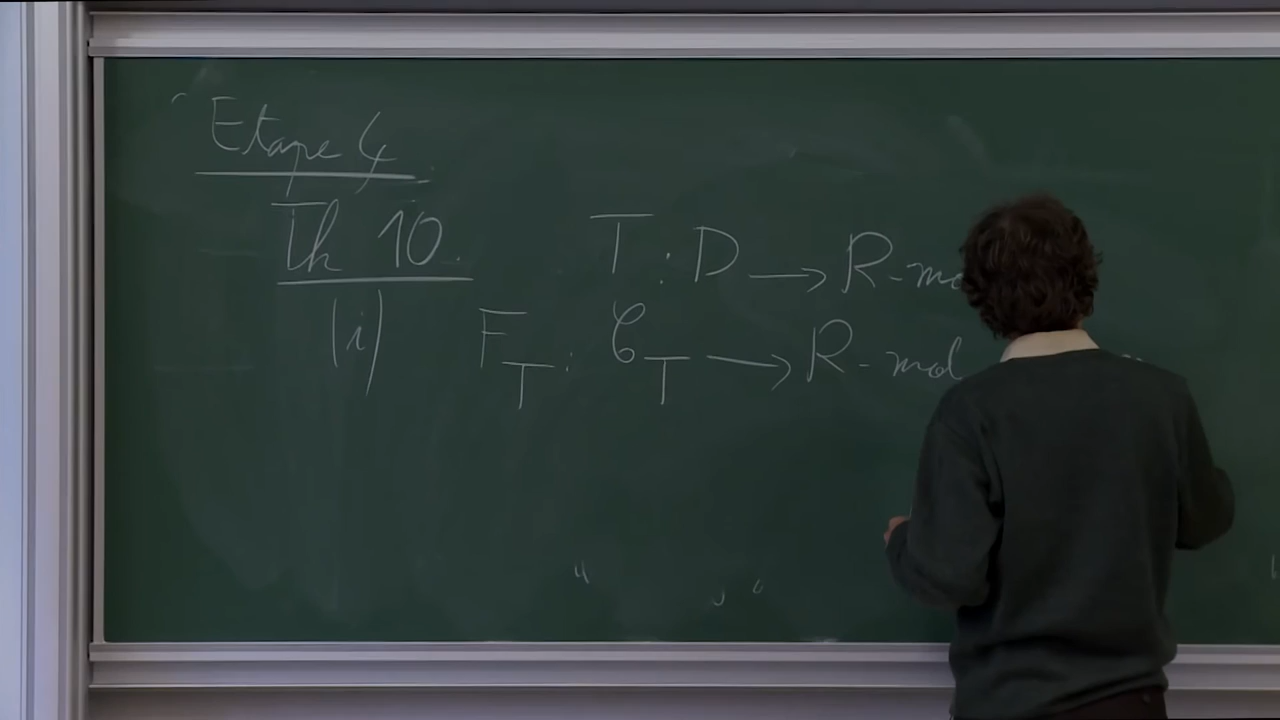 Etape 4
Th 10.
T : D → R-mo
(i) F_T : 𝒞_T → R-mod